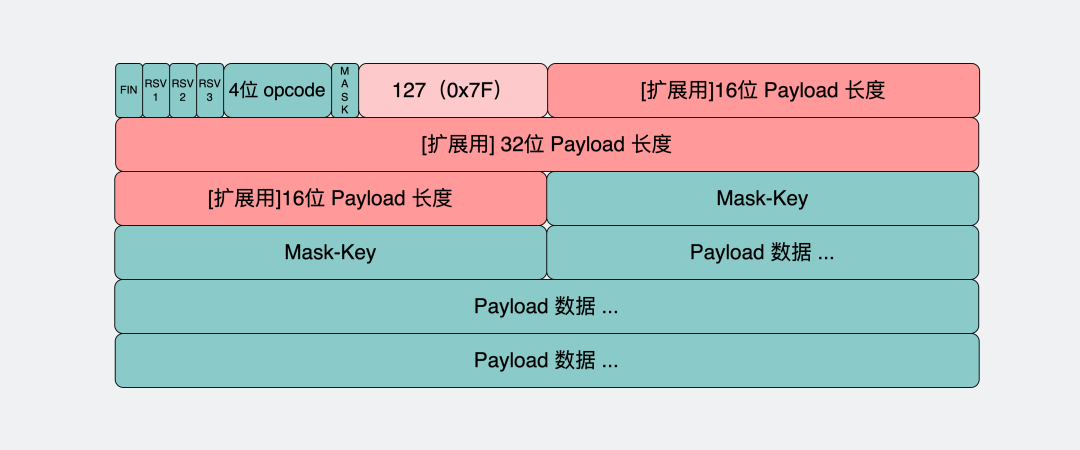 FIN RSV 1 RSV 2 RSV 3 4位 opcode MASK 127（0x7F） [扩展用]16位 Payload 长度
[扩展用] 32位 Payload 长度
[扩展用]16位 Payload 长度 Mask-Key
Mask-Key Payload 数据 ...
Payload 数据 ...
Payload 数据 ...